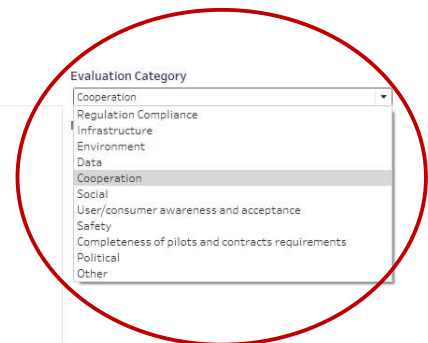 Evaluation Category
Cooperation
Regulation Compliance
Infrastructure
Environment
Data
Cooperation
Social
User/consumer awareness and acceptance
Safety
Completeness of pilots and contracts requirements
Political
Other